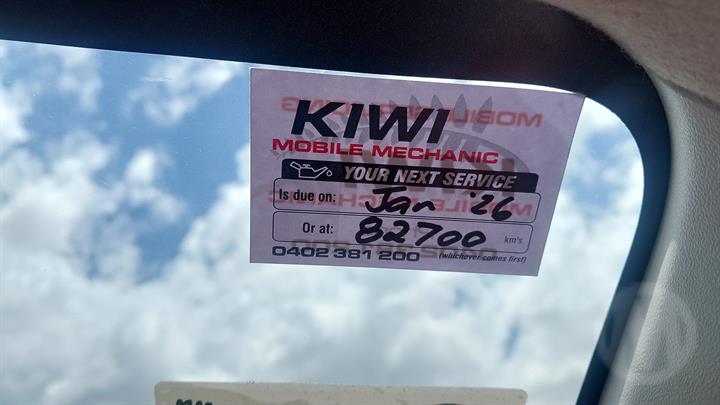 KIWI
MOBILE MECHANIC
YOUR NEXT SERVICE
Is due on: Jan '26
Or at: 82700 km's
0402 381 200 (whichever comes first)